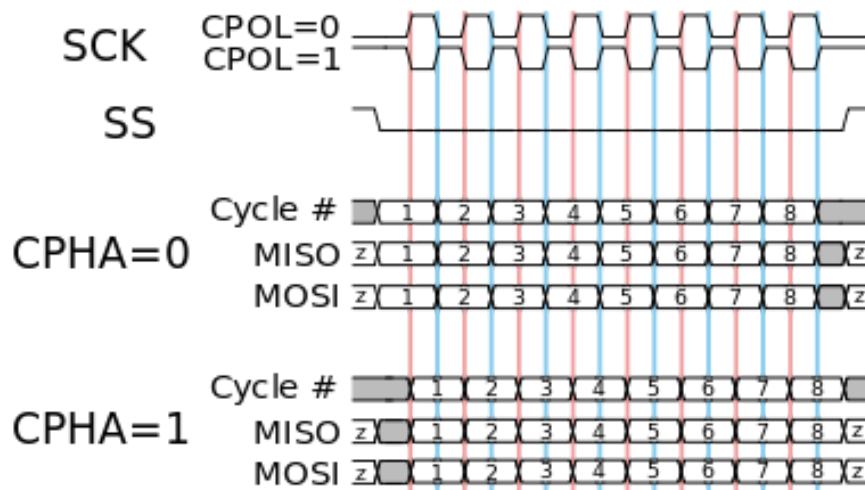 SCK CPOL=0
CPOL=1
SS
Cycle # 1 2 3 4 5 6 7 8
CPHA=0
MISO z 1 2 3 4 5 6 7 8 z
MOSI z 1 2 3 4 5 6 7 8 z
Cycle # 1 2 3 4 5 6 7 8
CPHA=1
MISO z 1 2 3 4 5 6 7 8 z
MOSI z 1 2 3 4 5 6 7 8 z